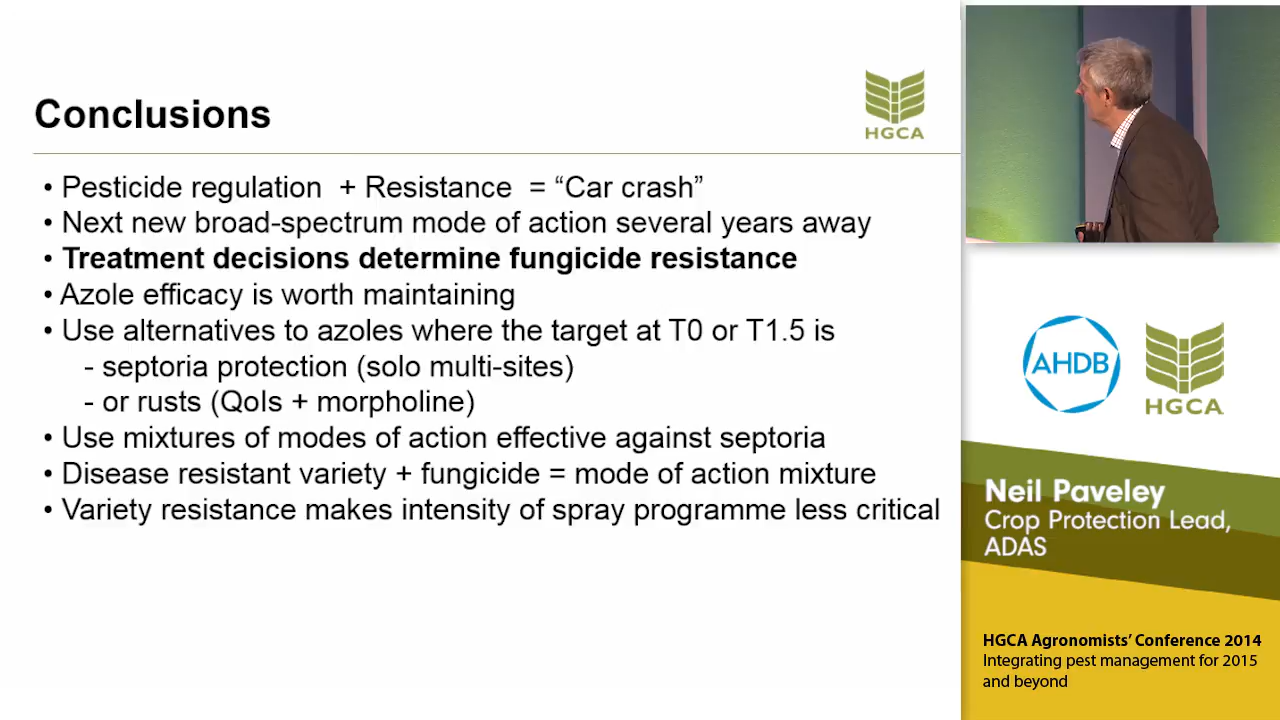 Conclusions
HGCA
• Pesticide regulation + Resistance = “Car crash”
• Next new broad-spectrum mode of action several years away
• Treatment decisions determine fungicide resistance
• Azole efficacy is worth maintaining
• Use alternatives to azoles where the target at T0 or T1.5 is
- septoria protection (solo multi-sites)
- or rusts (QoIs + morpholine)
• Use mixtures of modes of action effective against septoria
• Disease resistant variety + fungicide = mode of action mixture
• Variety resistance makes intensity of spray programme less critical
AHDB
HGCA
Neil Paveley
Crop Protection Lead,
ADAS
HGCA Agronomists’ Conference 2014
Integrating pest management for 2015
and beyond